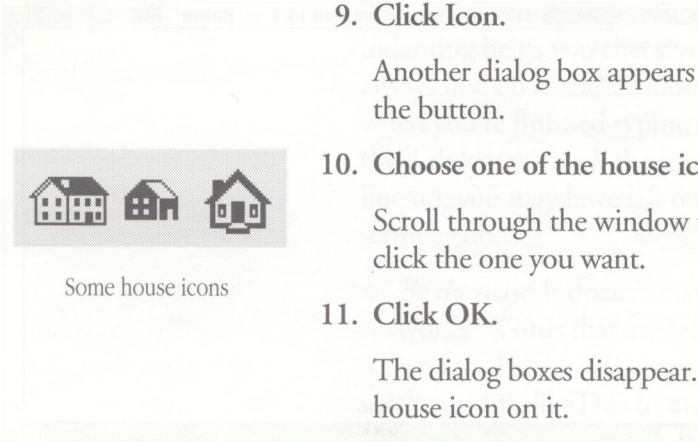 9. Click Icon.
Another dialog box appears
the button.
10. Choose one of the house ic
Scroll through the window
click the one you want.
Some house icons
11. Click OK.
The dialog boxes disappear.
house icon on it.